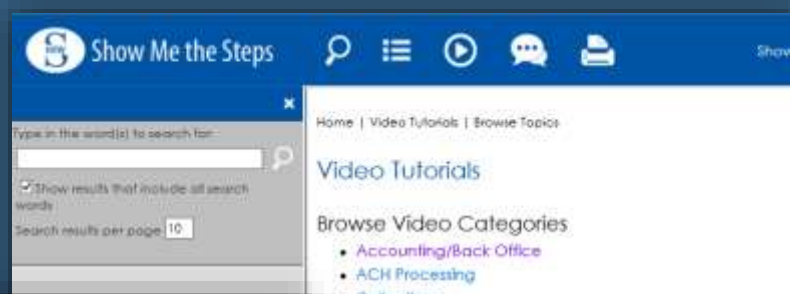 Show Me the Steps
Show
Type in the word(s) to search for:
Show results that include all search
words
Search results per page 10
Home | Video Tutorials | Browse Topics
Video Tutorials
Browse Video Categories
Accounting/Back Office
ACH Processing